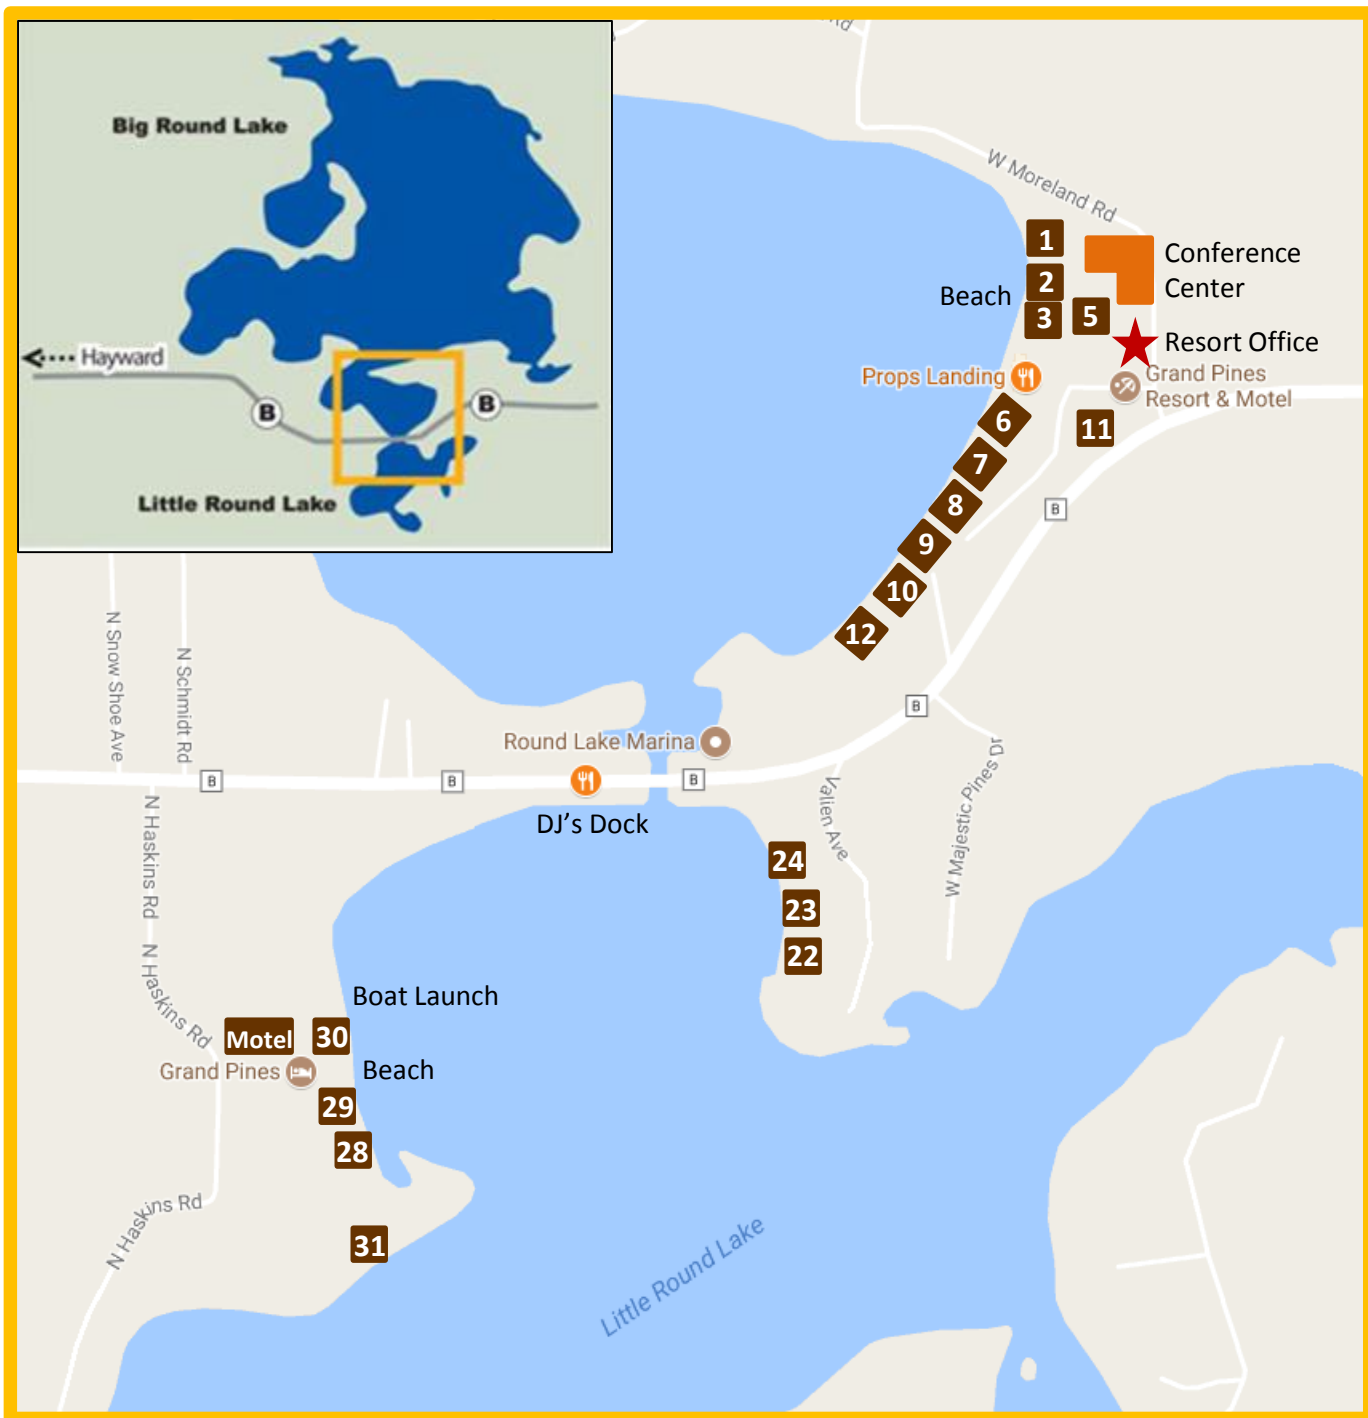 Big Round Lake
Hayward
B
B
Little Round Lake
Rd
W Moreland Rd
1
2
3
5
Beach
Conference
Center
Resort Office
Props Landing
Grand Pines
Resort & Motel
6
11
7
8
B
9
10
12
N Snow Shoe Ave
N Schmidt Rd
B
Round Lake Marina
B
B
B
DJ's Dock
Valien Ave
W Majestic Pines Dr
N Haskins Rd
24
23
22
N Haskins Rd
Boat Launch
Motel
30
Grand Pines
Beach
29
28
N Haskins Rd
31
Little Round Lake